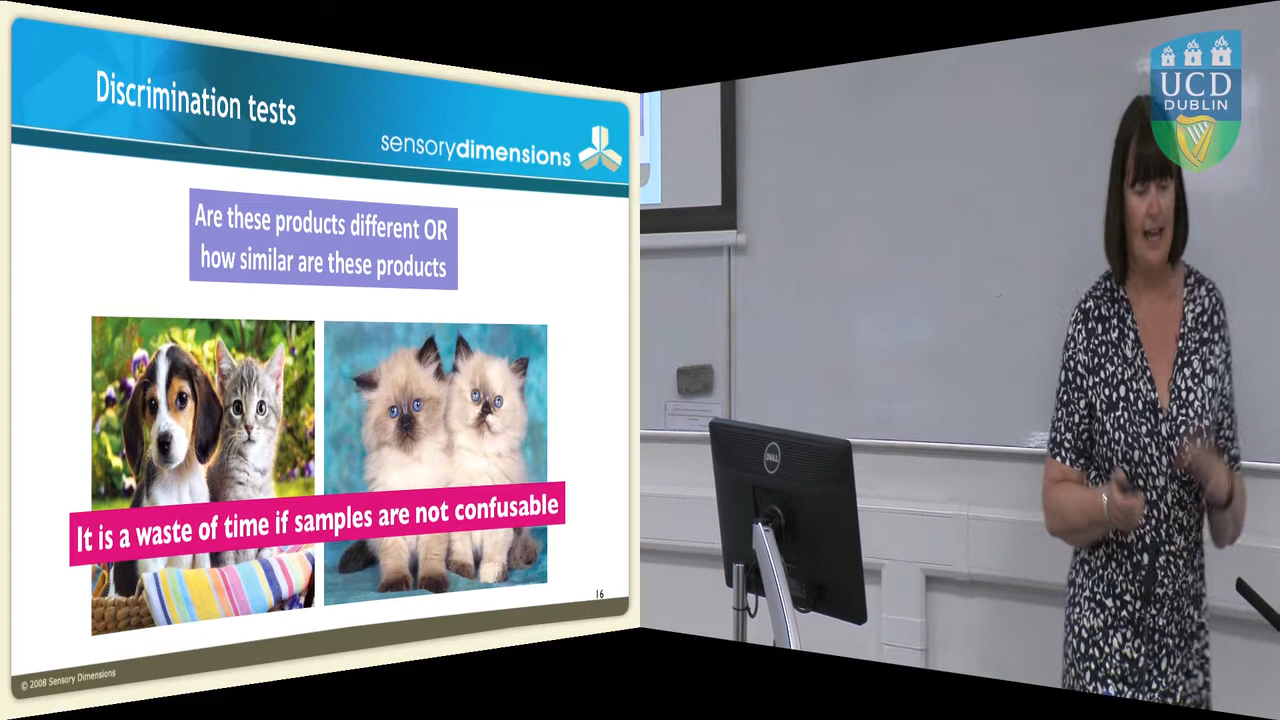 Discrimination tests
sensorydimensions
Are these products different OR
how similar are these products
It is a waste of time if samples are not confusable
16
© 2008 Sensory Dimensions
UCD
DUBLIN
DELL